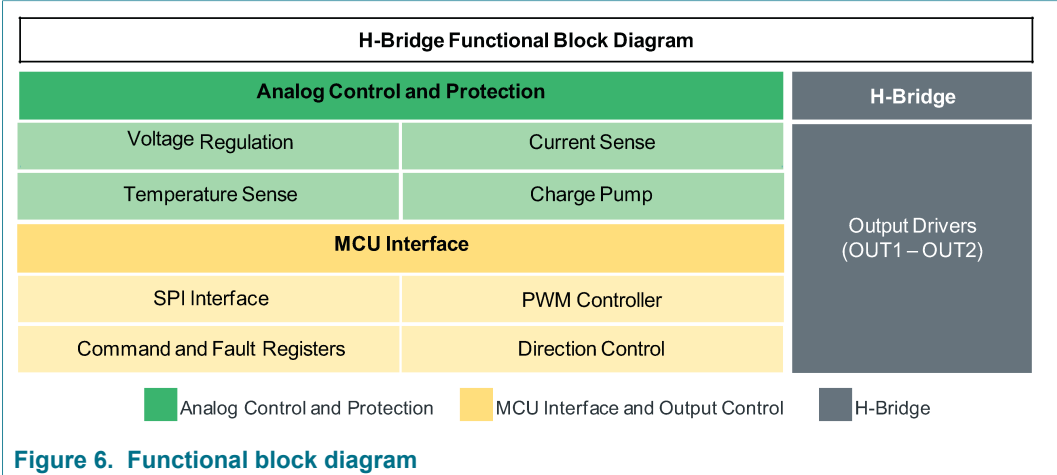 H-Bridge Functional Block Diagram
Analog Control and Protection
H-Bridge
Voltage Regulation
Current Sense
Temperature Sense
Charge Pump
Output Drivers
(OUT1 – OUT2)
MCU Interface
SPI Interface
PWM Controller
Command and Fault Registers
Direction Control
Analog Control and Protection
MCU Interface and Output Control
H-Bridge
Figure 6. Functional block diagram